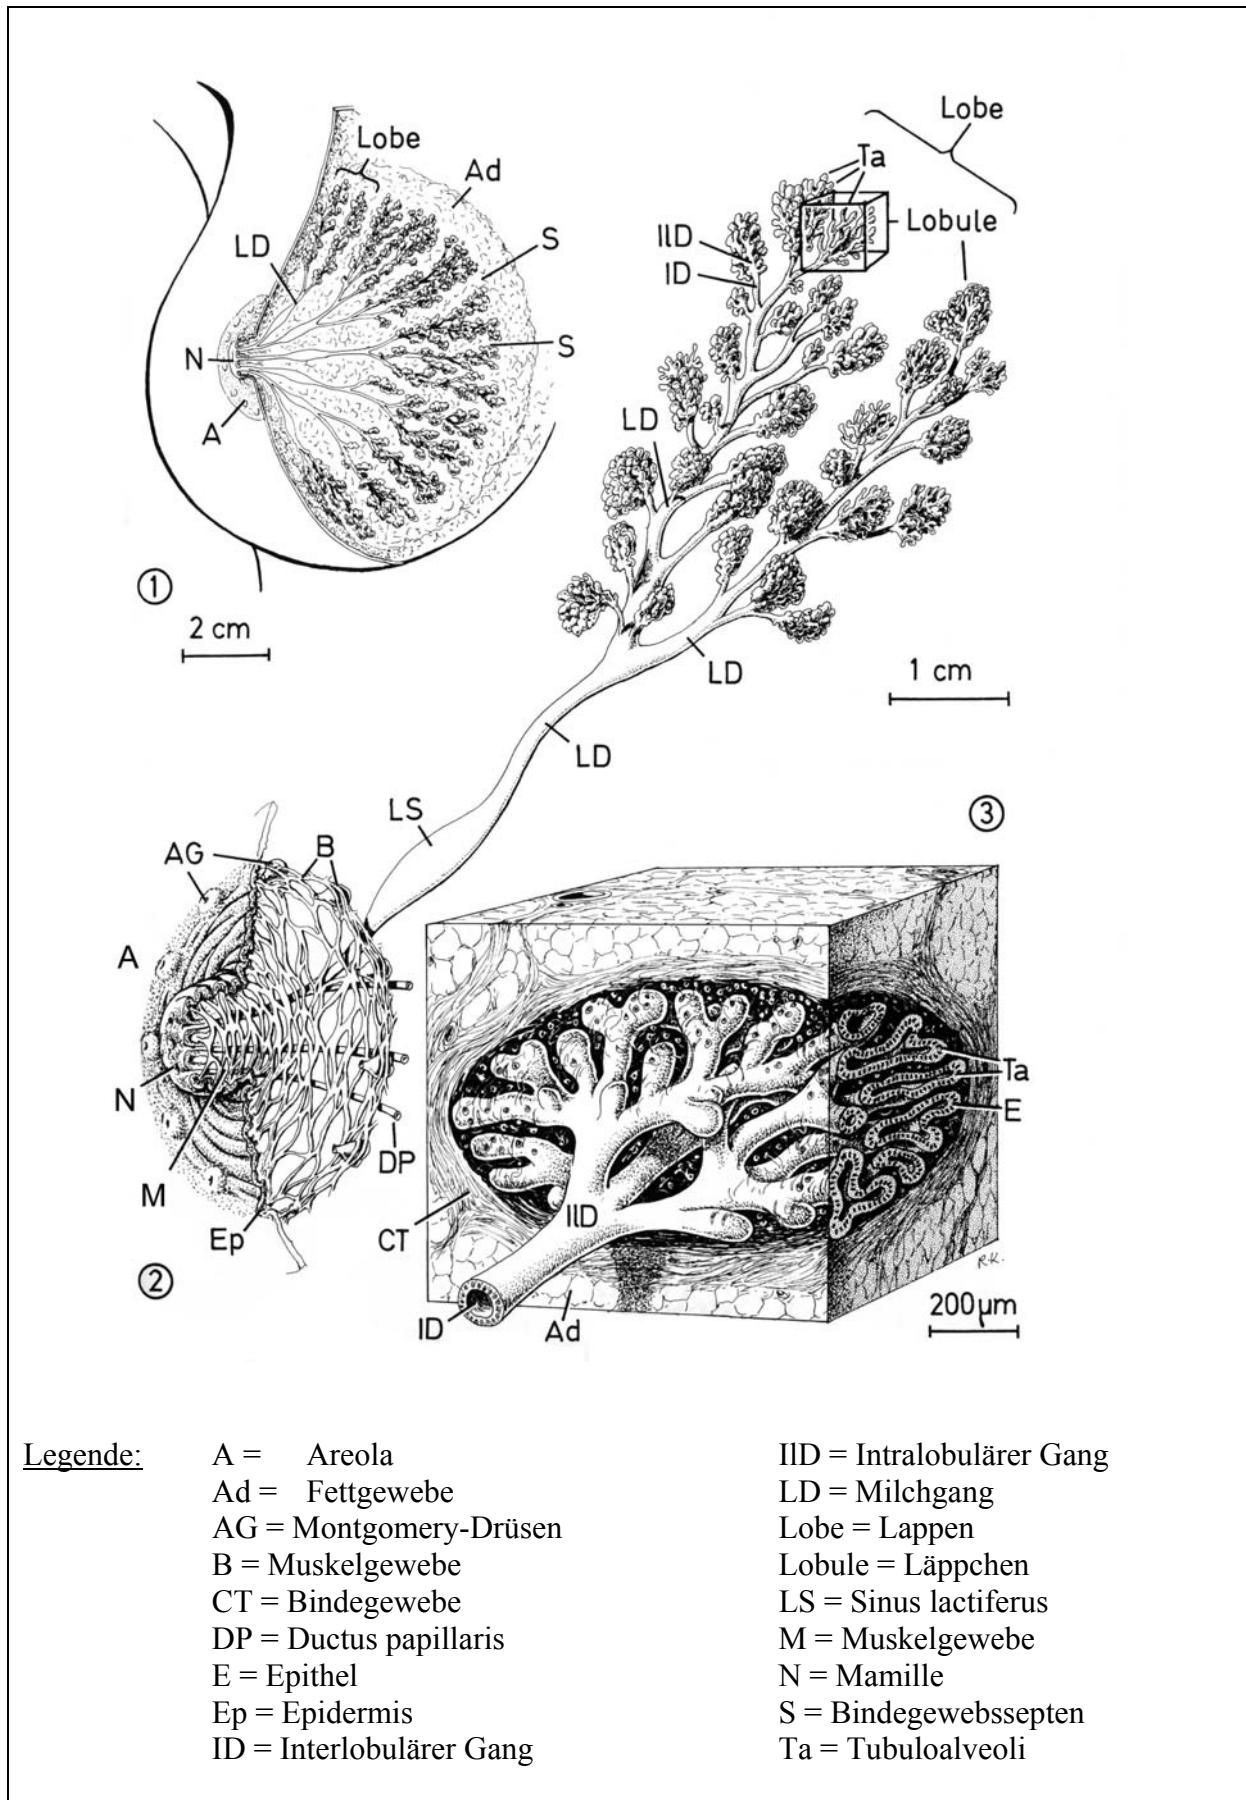 Lobe
Ad
LD
S
S
N
A
①
2 cm
Lobe
Ta
Lobule
IlD
ID
LD
LD
1 cm
LD
LS
③
AG
B
A
N
M
DP
Ep
②
Ta
E
CT
IlD
R.K.
ID
Ad
200 µm
Legende:
A = Areola
Ad = Fettgewebe
AG = Montgomery-Drüsen
B = Muskelgewebe
CT = Bindegewebe
DP = Ductus papillaris
E = Epithel
Ep = Epidermis
ID = Interlobulärer Gang
IlD = Intralobulärer Gang
LD = Milchgang
Lobe = Lappen
Lobule = Läppchen
LS = Sinus lactiferus
M = Muskelgewebe
N = Mamille
S = Bindegewebssepten
Ta = Tubuloalveoli